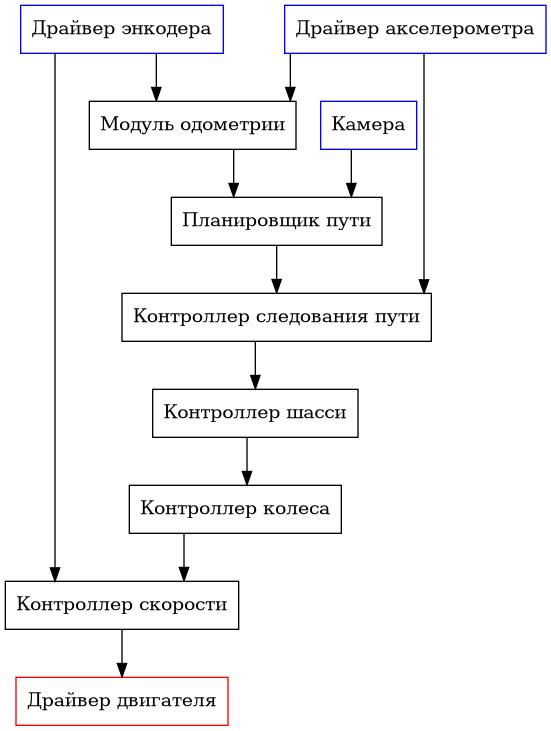 Драйвер энкодера
Драйвер акселерометра
Модуль одометрии
Камера
Планировщик пути
Контроллер следования пути
Контроллер шасси
Контроллер колеса
Контроллер скорости
Драйвер двигателя